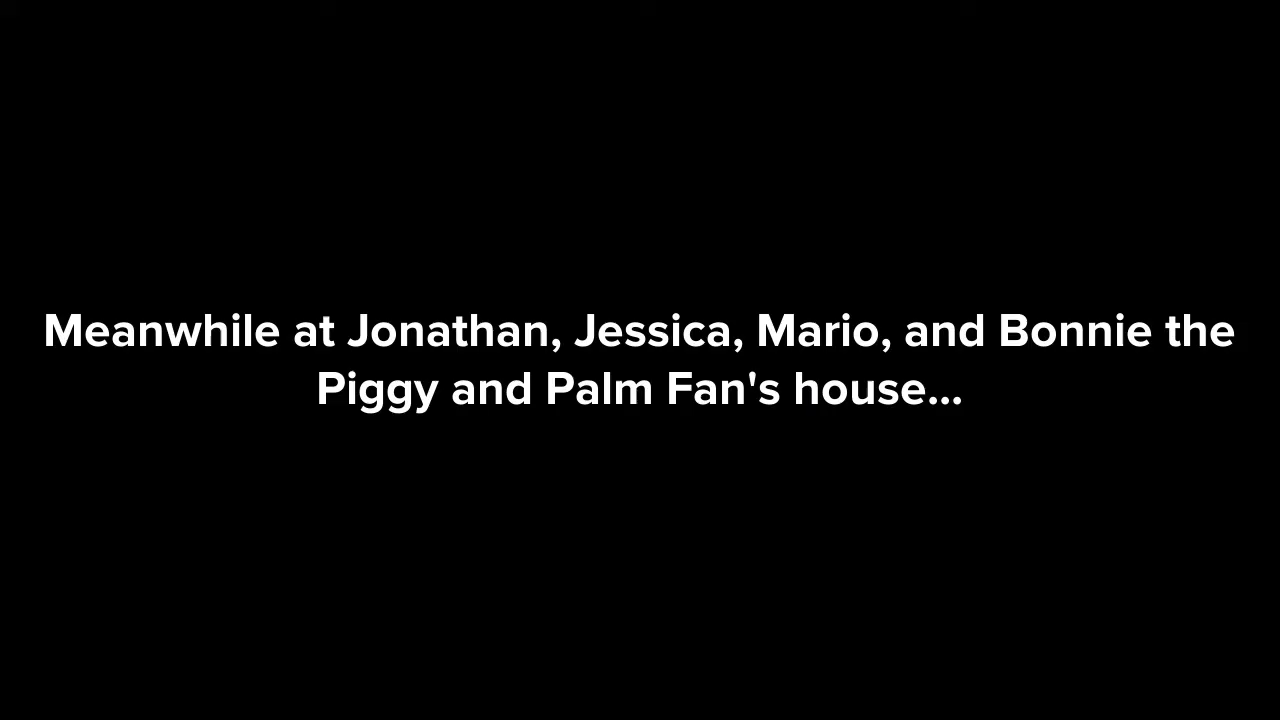 Meanwhile at Jonathan, Jessica, Mario, and Bonnie the
Piggy and Palm Fan's house...